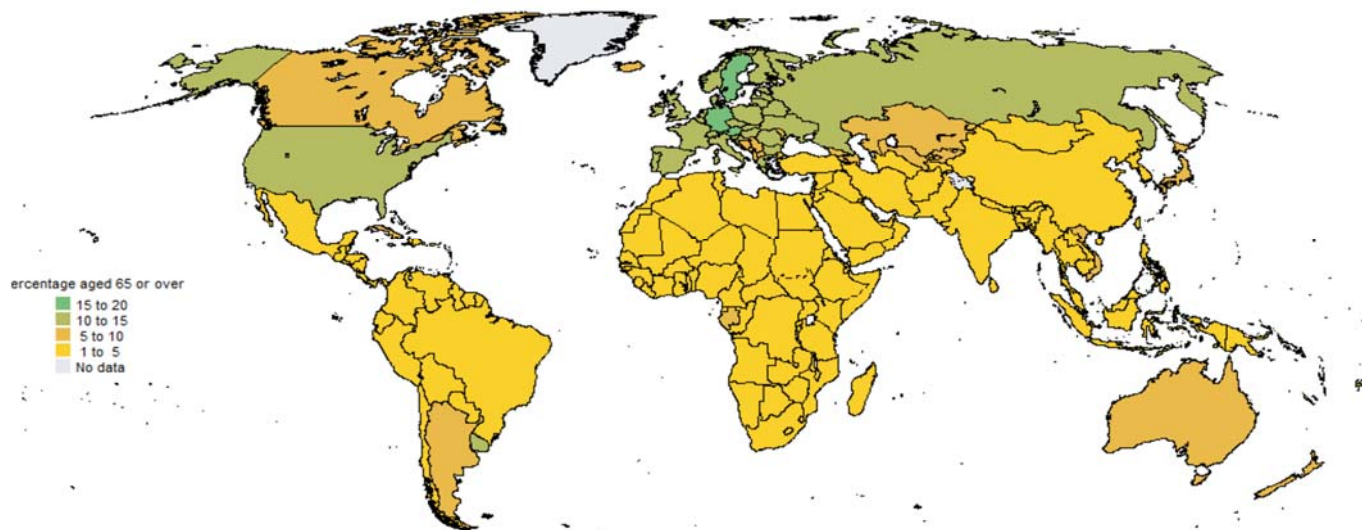 ercentage aged 65 or over
15 to 20
10 to 15
5 to 10
1 to 5
No data